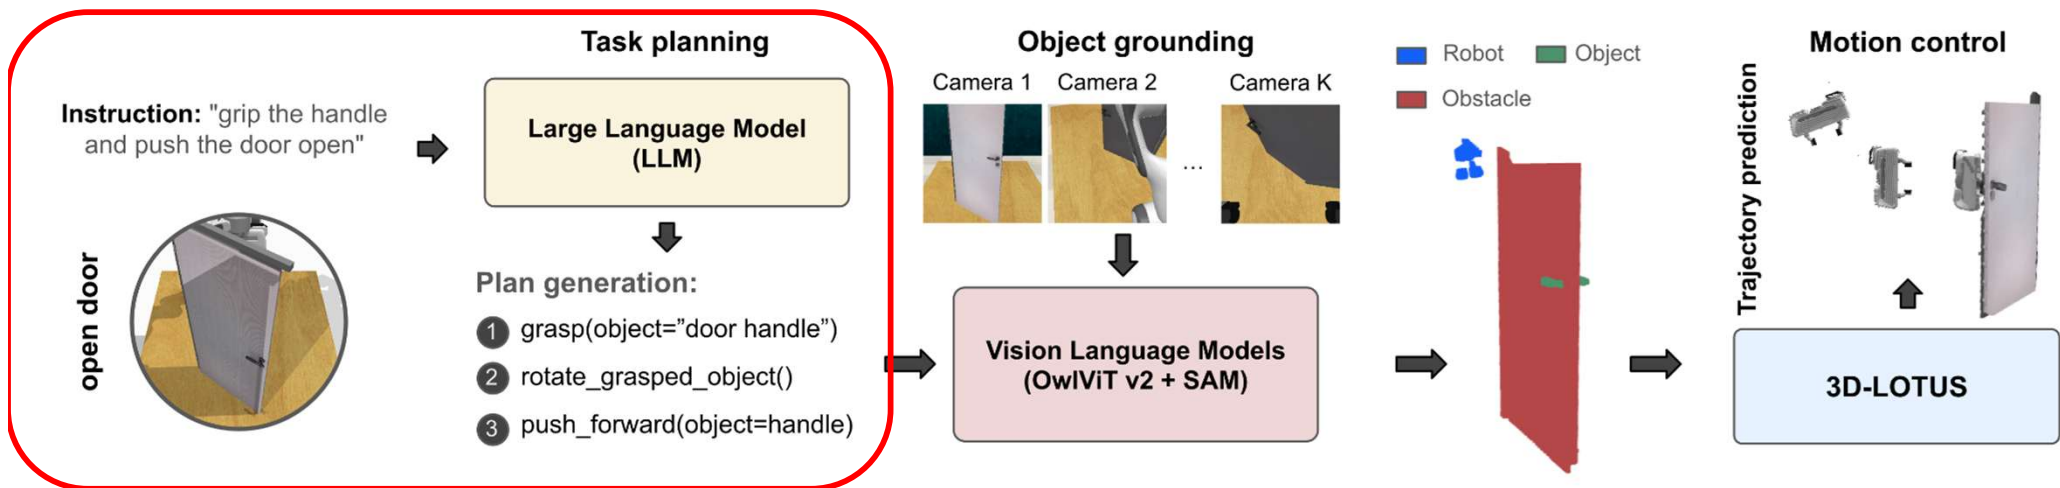 Task planning
Instruction: "grip the handle
and push the door open"
Large Language Model
(LLM)
open door
Plan generation:
1 grasp(object=”door handle”)
2 rotate_grasped_object()
3 push_forward(object=handle)
Object grounding
Camera 1 Camera 2 ... Camera K
Vision Language Models
(OwlViT v2 + SAM)
Robot Object
Obstacle
Motion control
Trajectory prediction
3D-LOTUS